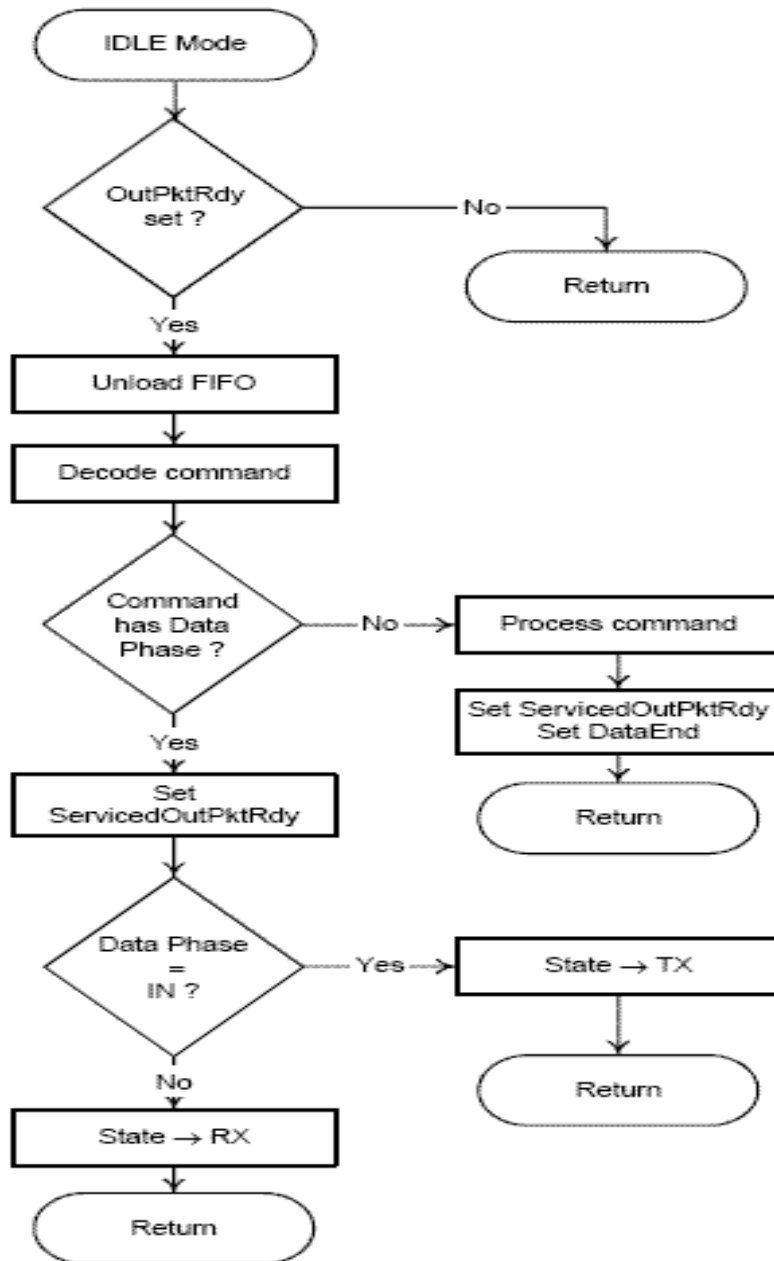 IDLE Mode
OutPktRdy
set ?
No
Return
Yes
Unload FIFO
Decode command
Command
has Data
Phase ?
No
Process command
Set ServicedOutPktRdy
Set DataEnd
Return
Yes
Set
ServicedOutPktRdy
Data Phase
=
IN ?
Yes
State → TX
Return
No
State → RX
Return